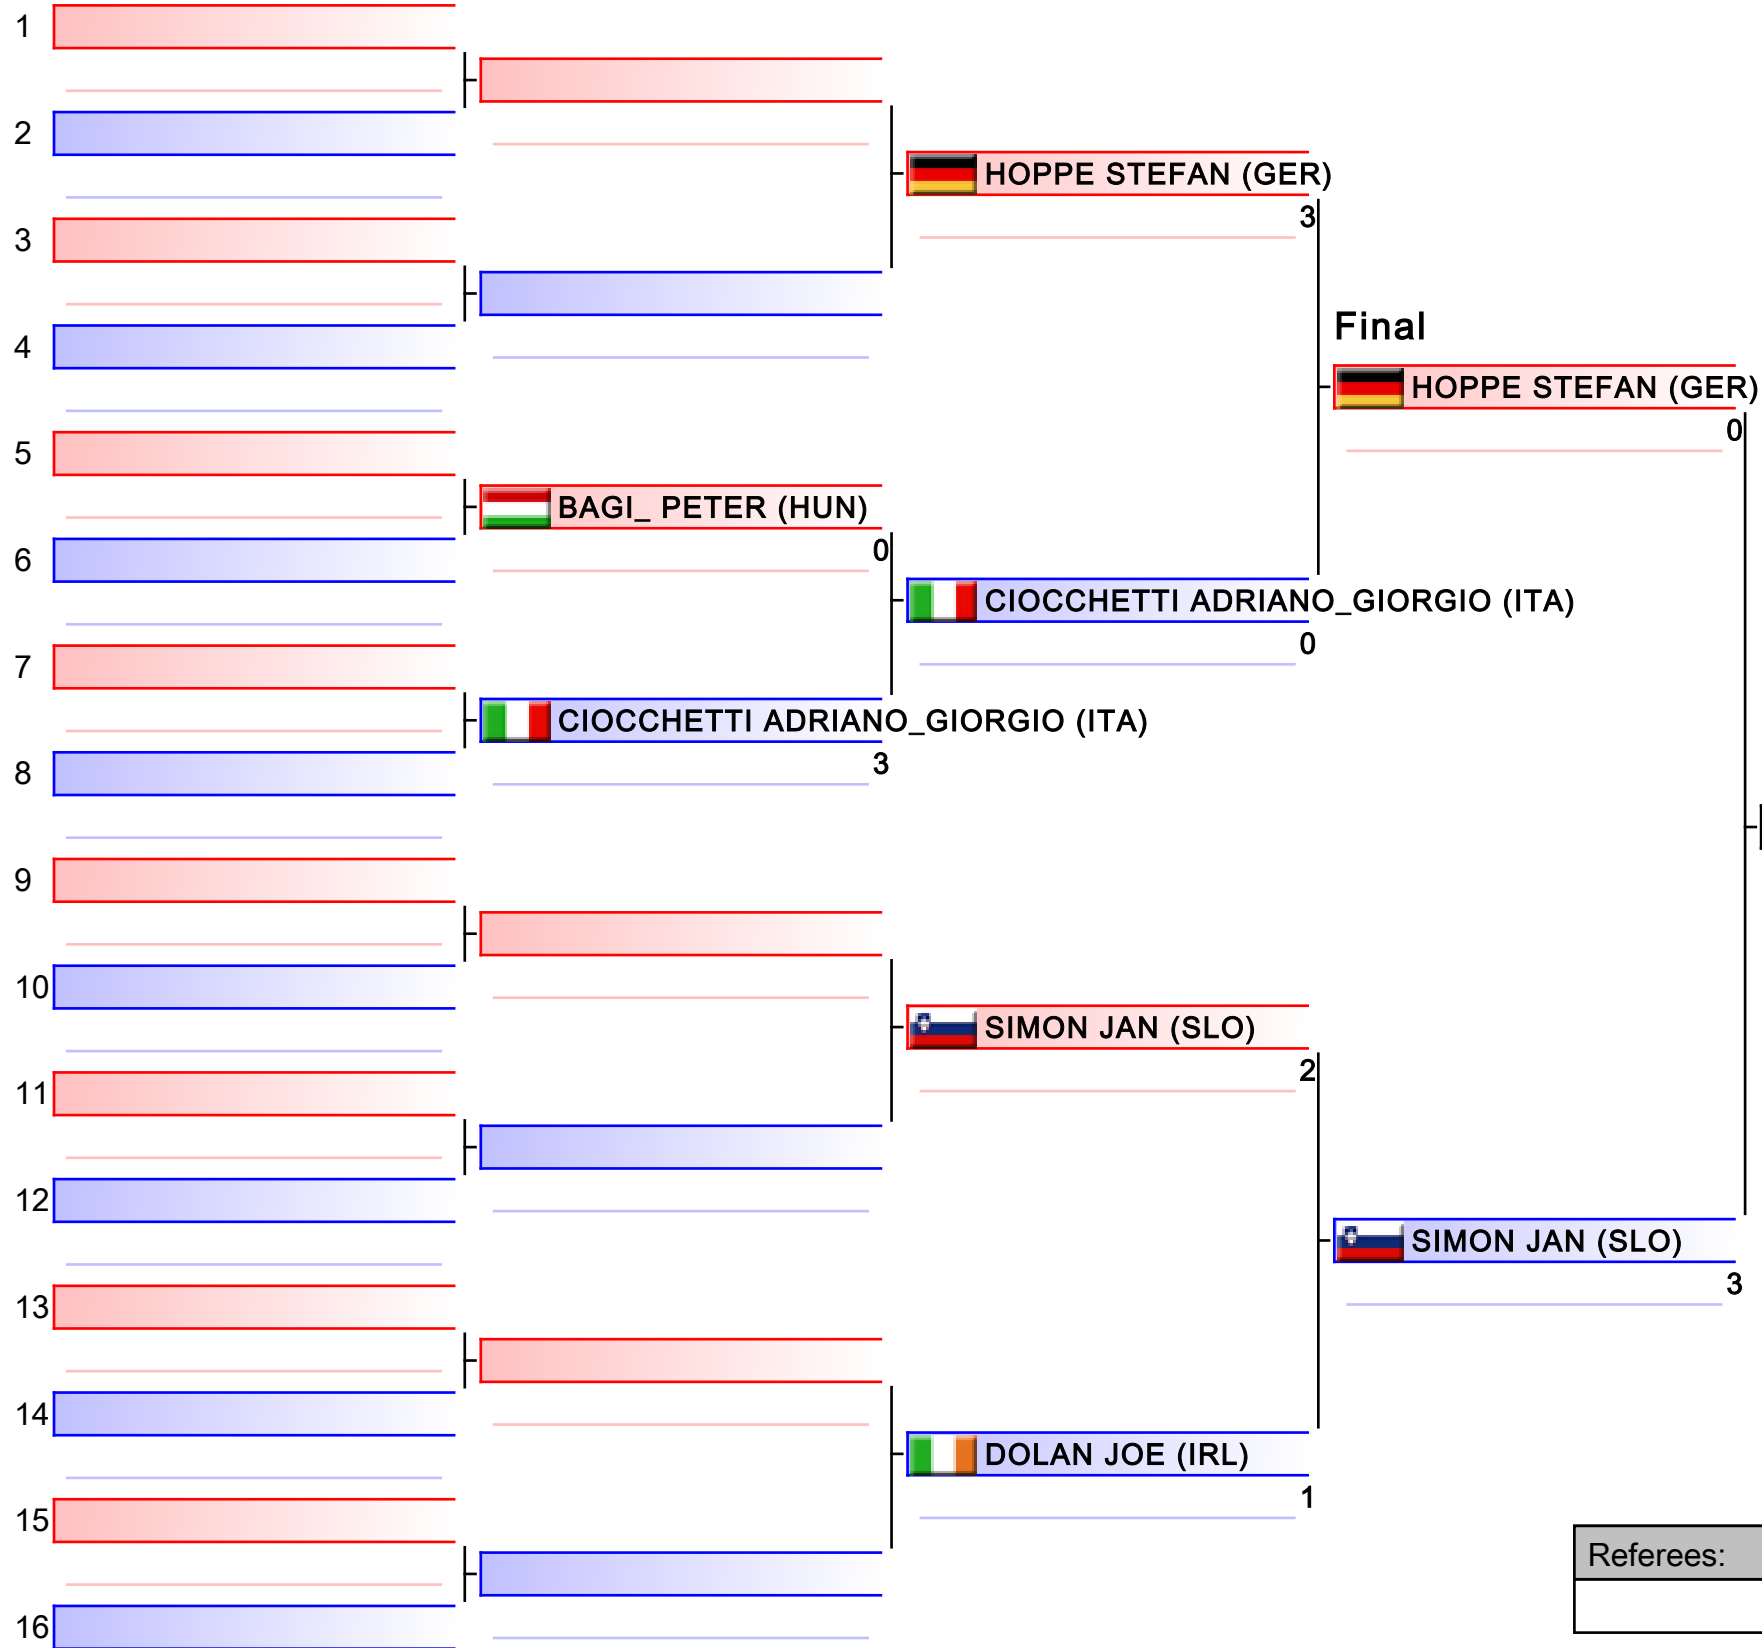 1
2
HOPPE STEFAN (GER)
3
3
Final
4
HOPPE STEFAN (GER)
0
5
BAGI_ PETER (HUN)
0
6
CIOCCHETTI ADRIANO_GIORGIO (ITA)
0
7
CIOCCHETTI ADRIANO_GIORGIO (ITA)
3
8
9
10
SIMON JAN (SLO)
2
11
12
SIMON JAN (SLO)
3
13
14
DOLAN JOE (IRL)
1
15
Referees:
16